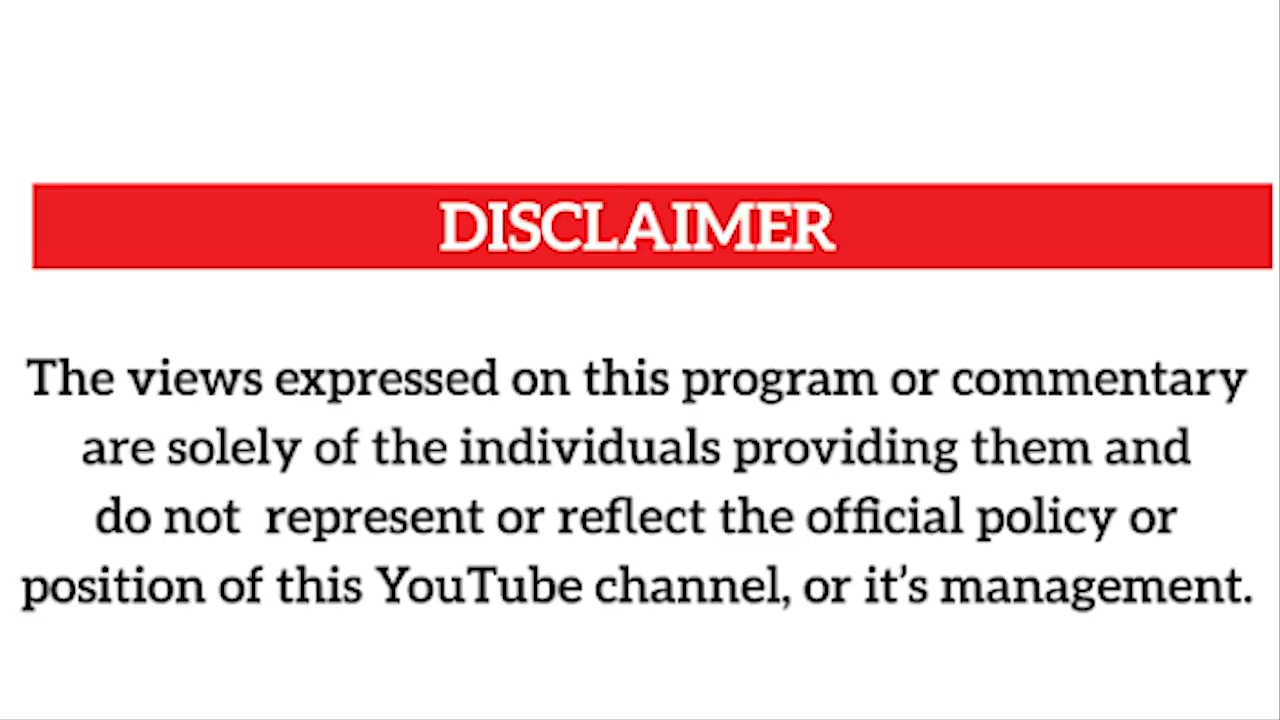 DISCLAIMER
The views expressed on this program or commentary
are solely of the individuals providing them and
do not  represent or reflect the official policy or
position of this YouTube channel, or it’s management.